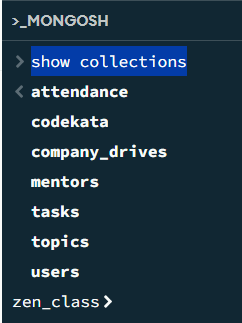 >_MONGOSH
> show collections
< attendance
codekata
company_drives
mentors
tasks
topics
users
zen_class>